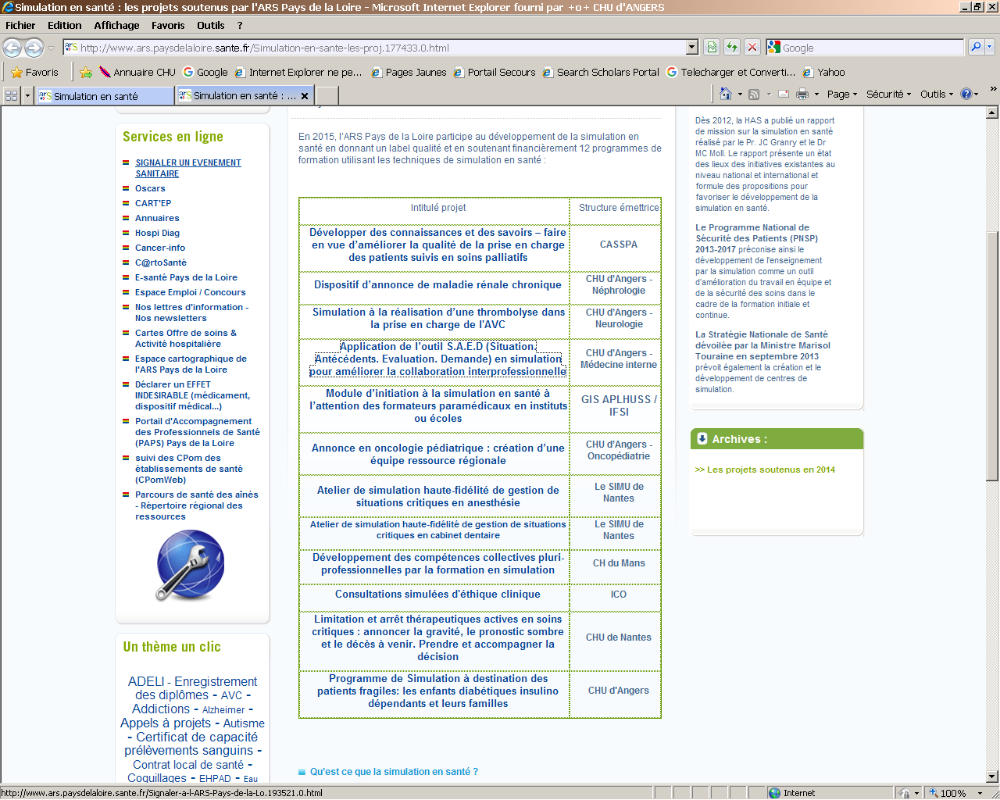 Simulation en santé : les projets soutenus par l'ARS Pays de la Loire - Microsoft Internet Explorer fourni par +o+ CHU d'ANGERS
Fichier Edition Affichage Favoris Outils ?
http://www.ars.paysdelaloire.sante.fr/Simulation-en-sante-les-proj.177433.0.html
Google
Favoris Annuaire CHU Google Internet Explorer ne pe... Pages Jaunes Portail Secours Search Scholars Portal Telecharger et Converti... Yahoo
Simulation en santé
Simulation en santé : ...
Page Sécurité Outils
Services en ligne
SIGNALER UN EVENEMENT
SANITAIRE
Oscars
CART'EP
Annuaires
Hospi Diag
Cancer-info
C@rtoSanté
E-santé Pays de la Loire
Espace Emploi / Concours
Nos lettres d'information -
Nos newsletters
Cartes Offre de soins &
Activité hospitalière
Espace cartographique de
l'ARS Pays de la Loire
Déclarer un EFFET
INDESIRABLE (médicament,
dispositif médical...)
Portail d'Accompagnement
des Professionnels de Santé
(PAPS) Pays de la Loire
suivi des CPom des
établissements de santé
(CPomWeb)
Parcours de santé des aînés
- Répertoire régional des
ressources
Un thème un clic
ADELI - Enregistrement
des diplômes - AVC -
Addictions - Alzheimer -
Appels à projets - Autisme
- Certificat de capacité
prélèvements sanguins -
Contrat local de santé -
Coquillages - EHPAD - Eau
En 2015, l'ARS Pays de la Loire participe au développement de la simulation en
santé en donnant un label qualité et en soutenant financièrement 12 programmes de
formation utilisant les techniques de simulation en santé :
Intitulé projet
Structure émettrice
Développer des connaissances et des savoirs – faire
en vue d'améliorer la qualité de la prise en charge
des patients suivis en soins palliatifs
CASSPA
Dispositif d'annonce de maladie rénale chronique
CHU d'Angers -
Néphrologie
Simulation à la réalisation d'une thrombolyse dans
la prise en charge de l'AVC
CHU d'Angers -
Neurologie
Application de l'outil S.A.E.D (Situation.
Antécédents. Evaluation. Demande) en simulation
pour améliorer la collaboration interprofessionnelle
CHU d'Angers -
Médecine interne
Module d'initiation à la simulation en santé à
l'attention des formateurs paramédicaux en instituts
ou écoles
GIS APLHUSS /
IFSI
Annonce en oncologie pédiatrique : création d'une
équipe ressource régionale
CHU d'Angers -
Oncopédiatrie
Atelier de simulation haute-fidélité de gestion de
situations critiques en anesthésie
Le SIMU de
Nantes
Atelier de simulation haute-fidélité de gestion de situations
critiques en cabinet dentaire
Le SIMU de
Nantes
Développement des compétences collectives pluri-
professionnelles par la formation en simulation
CH du Mans
Consultations simulées d'éthique clinique
ICO
Limitation et arrêt thérapeutiques actives en soins
critiques : annoncer la gravité, le pronostic sombre
et le décès à venir. Prendre et accompagner la
décision
CHU de Nantes
Programme de Simulation à destination des
patients fragiles: les enfants diabétiques insulino
dépendants et leurs familles
CHU d'Angers
Qu'est ce que la simulation en santé ?
Dès 2012, la HAS a publié un rapport
de mission sur la simulation en santé
réalisé par le Pr. JC Granry et le Dr
MC Moll. Le rapport présente un état
des lieux des initiatives existantes au
niveau national et international et
formule des propositions pour
favoriser le développement de la
simulation en santé.
Le Programme National de
Sécurité des Patients (PNSP)
2013-2017 préconise ainsi le
développement de l'enseignement
par la simulation comme un outil
d'amélioration du travail en équipe et
de la sécurité des soins dans le
cadre de la formation initiale et
continue.
La Stratégie Nationale de Santé
dévoilée par la Ministre Marisol
Touraine en septembre 2013
prévoit également la création et le
développement de centres de
simulation.
Archives :
>> Les projets soutenus en 2014
http://www.ars.paysdelaloire.sante.fr/Signaler-a-l-ARS-Pays-de-la-Lo.193521.0.html
Internet
100%